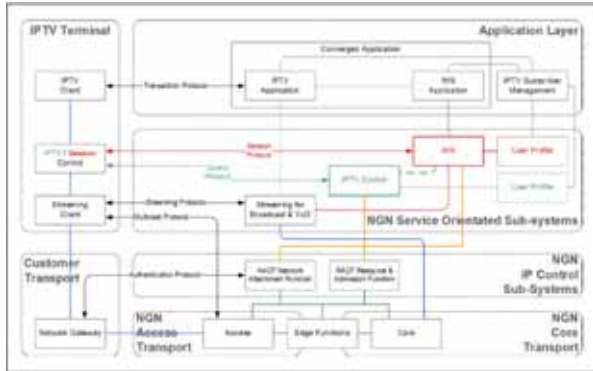 IPTV Terminal
Application Layer
Converged Application
IPTV
Client
Transaction Protocol
IPTV
Application
IMS
Application
IPTV Subscriber
Management
Session
Protocol
IPTV Session
Control
IMS
User Profile
Control
Protocol
IPTV Control
User Profile
Streaming
Client
Streaming Protocol
Multicast Protocol
Streaming for
Broadcast & VoD
NGN Service Orientated Sub-systems
Customer
Transport
Authentication Protocol
NACF Network
Attachment Function
RACF Resource &
Admission Function
NGN
IP Control
Sub-Systems
Network Gateway
NGN
Access
Transport
Access
Edge Functions
Core
NGN
Core
Transport